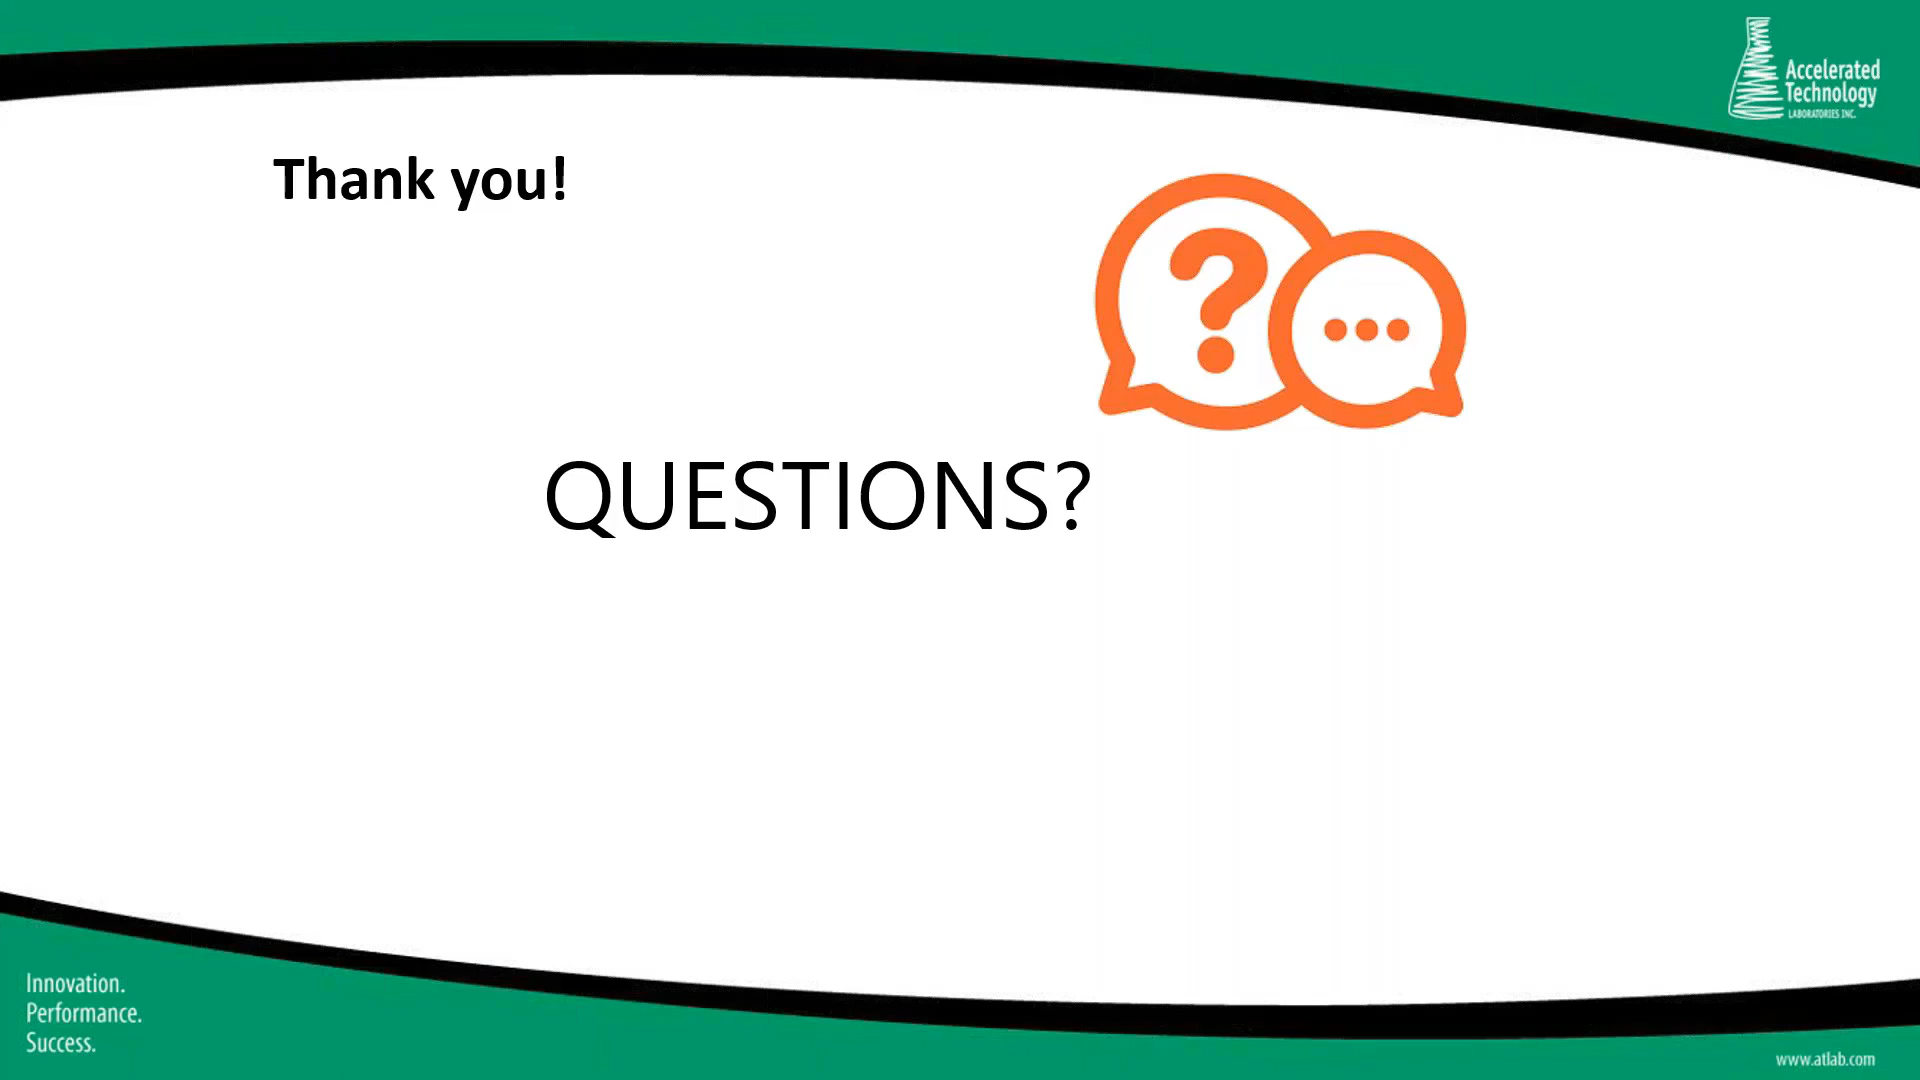 Accelerated
Technology
LABORATORIES INC.
Thank you!
QUESTIONS?
Innovation.
Performance.
Success.
www.atlab.com